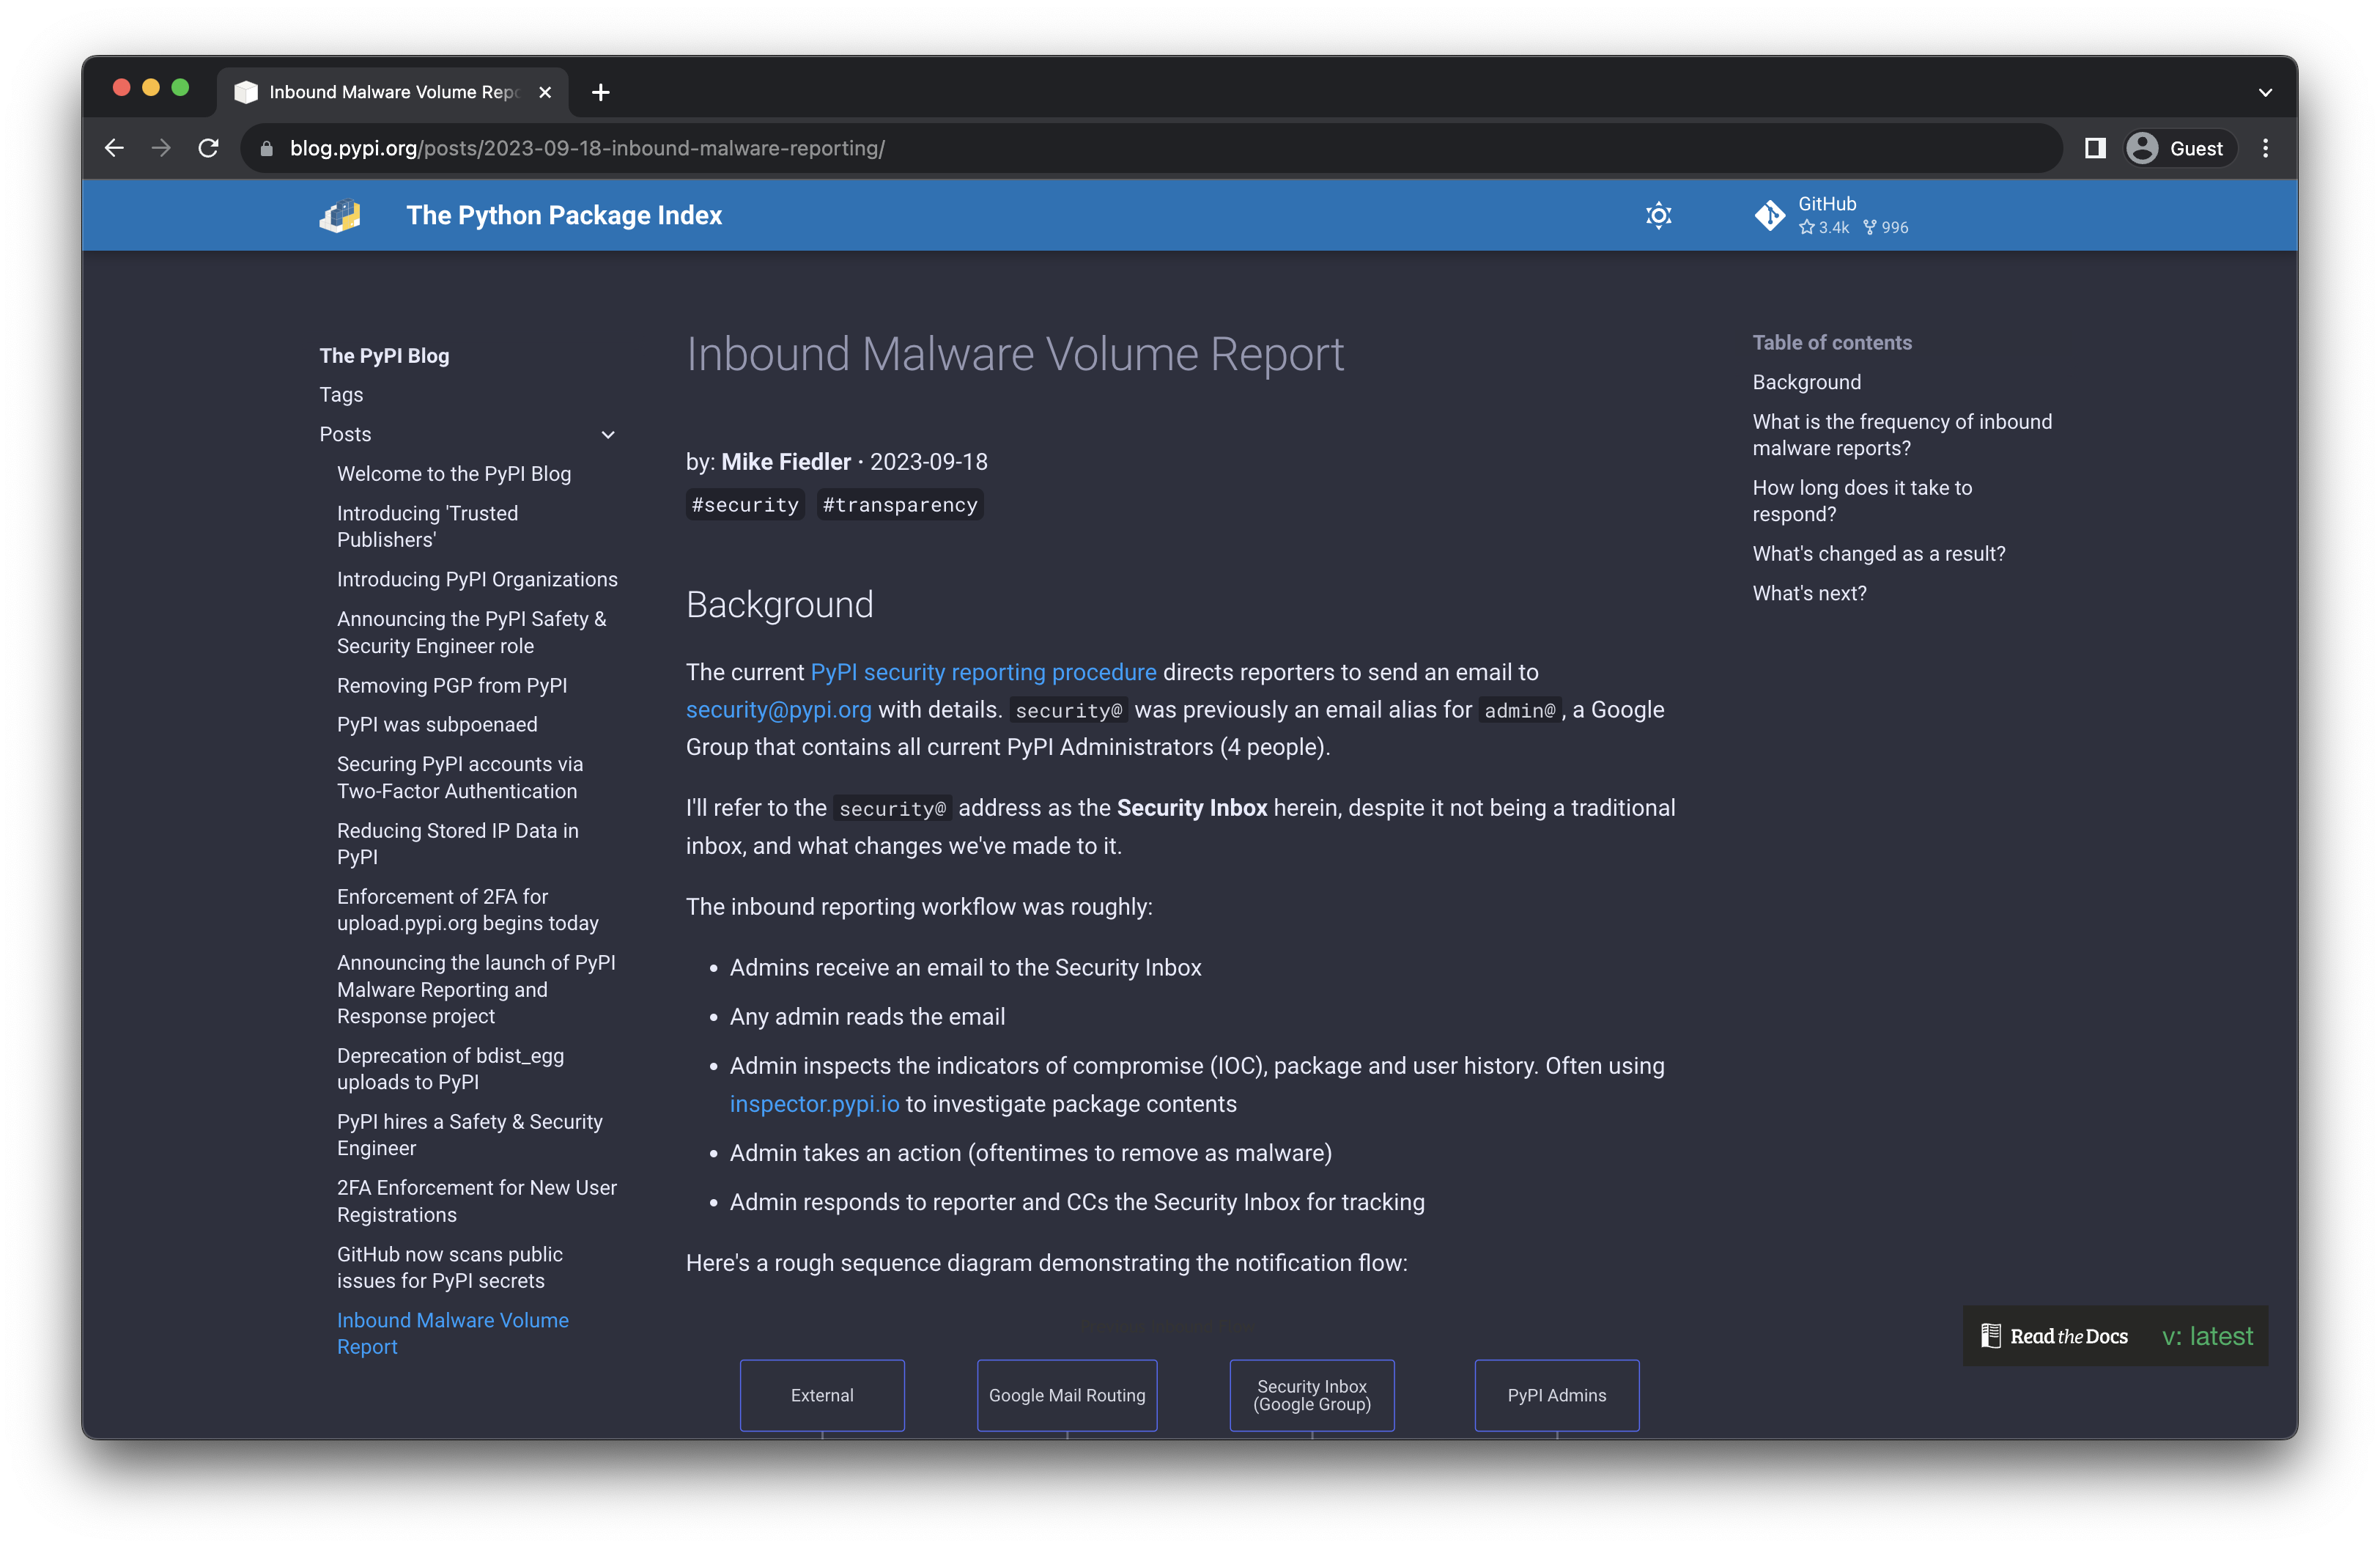 Inbound Malware Volume Rep
blog.pypi.org/posts/2023-09-18-inbound-malware-reporting/
Guest
The Python Package Index
GitHub
3.4k 996
The PyPI Blog
Tags
Posts
Welcome to the PyPI Blog
Introducing 'Trusted
Publishers'
Introducing PyPI Organizations
Announcing the PyPI Safety &
Security Engineer role
Removing PGP from PyPI
PyPI was subpoenaed
Securing PyPI accounts via
Two-Factor Authentication
Reducing Stored IP Data in
PyPI
Enforcement of 2FA for
upload.pypi.org begins today
Announcing the launch of PyPI
Malware Reporting and
Response project
Deprecation of bdist_egg
uploads to PyPI
PyPI hires a Safety & Security
Engineer
2FA Enforcement for New User
Registrations
GitHub now scans public
issues for PyPI secrets
Inbound Malware Volume
Report
Inbound Malware Volume Report
by: Mike Fiedler · 2023-09-18
#security #transparency
Background
The current PyPI security reporting procedure directs reporters to send an email to
security@pypi.org with details. security@ was previously an email alias for admin@, a Google
Group that contains all current PyPI Administrators (4 people).
I'll refer to the security@ address as the Security Inbox herein, despite it not being a traditional
inbox, and what changes we've made to it.
The inbound reporting workflow was roughly:
• Admins receive an email to the Security Inbox
• Any admin reads the email
• Admin inspects the indicators of compromise (IOC), package and user history. Often using
inspector.pypi.io to investigate package contents
• Admin takes an action (oftentimes to remove as malware)
• Admin responds to reporter and CCs the Security Inbox for tracking
Here's a rough sequence diagram demonstrating the notification flow:
External
Google Mail Routing
Security Inbox
(Google Group)
PyPI Admins
Table of contents
Background
What is the frequency of inbound
malware reports?
How long does it take to
respond?
What's changed as a result?
What's next?
Read the Docs v: latest